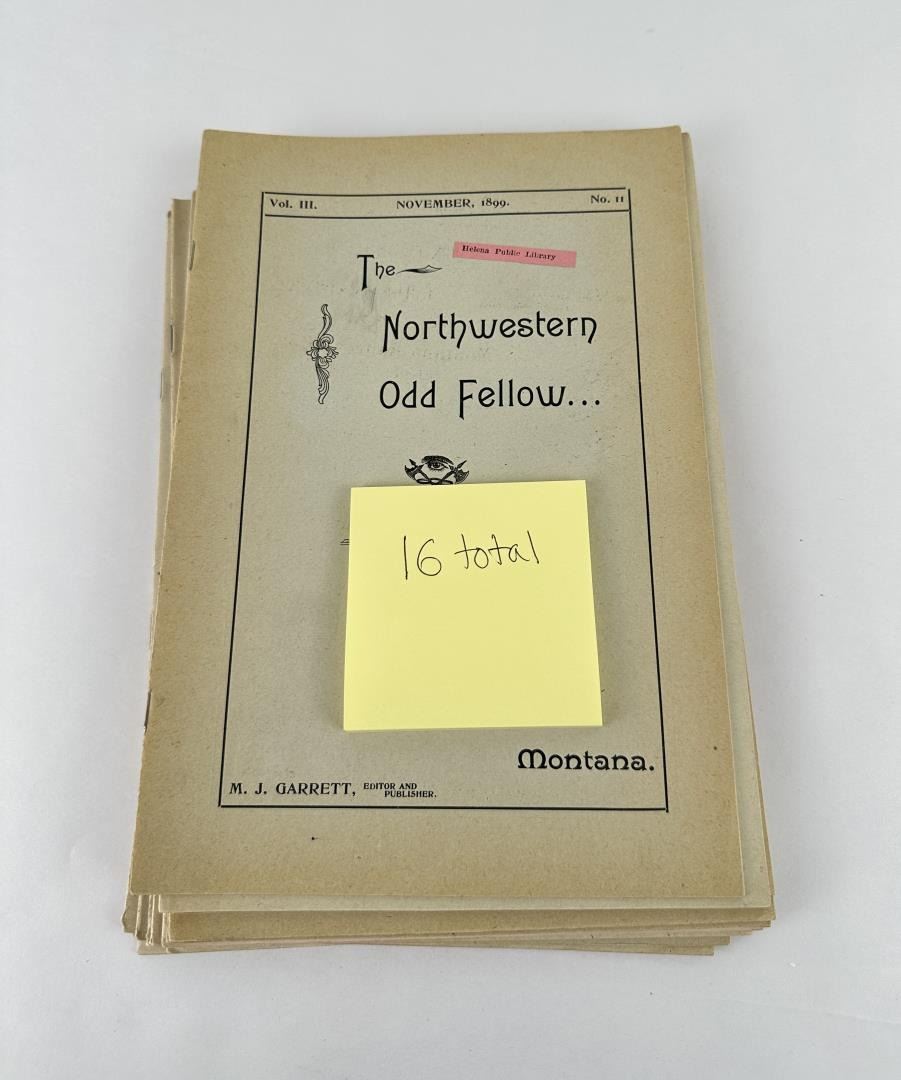 Vol. III. NOVEMBER, 1899. No. 11
The
Helena Public Library
Northwestern
Odd Fellow...
16 total
Montana.
M. J. GARRETT, EDITOR AND
PUBLISHER.